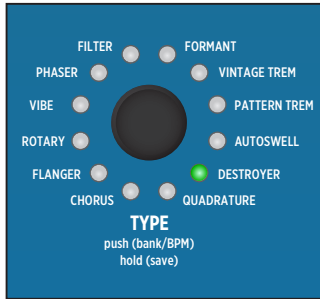 FILTER FORMANT
PHASER VINTAGE TREM
VIBE PATTERN TREM
ROTARY AUTOSWELL
FLANGER DESTROYER
CHORUS QUADRATURE
TYPE
push (bank/BPM)
hold (save)